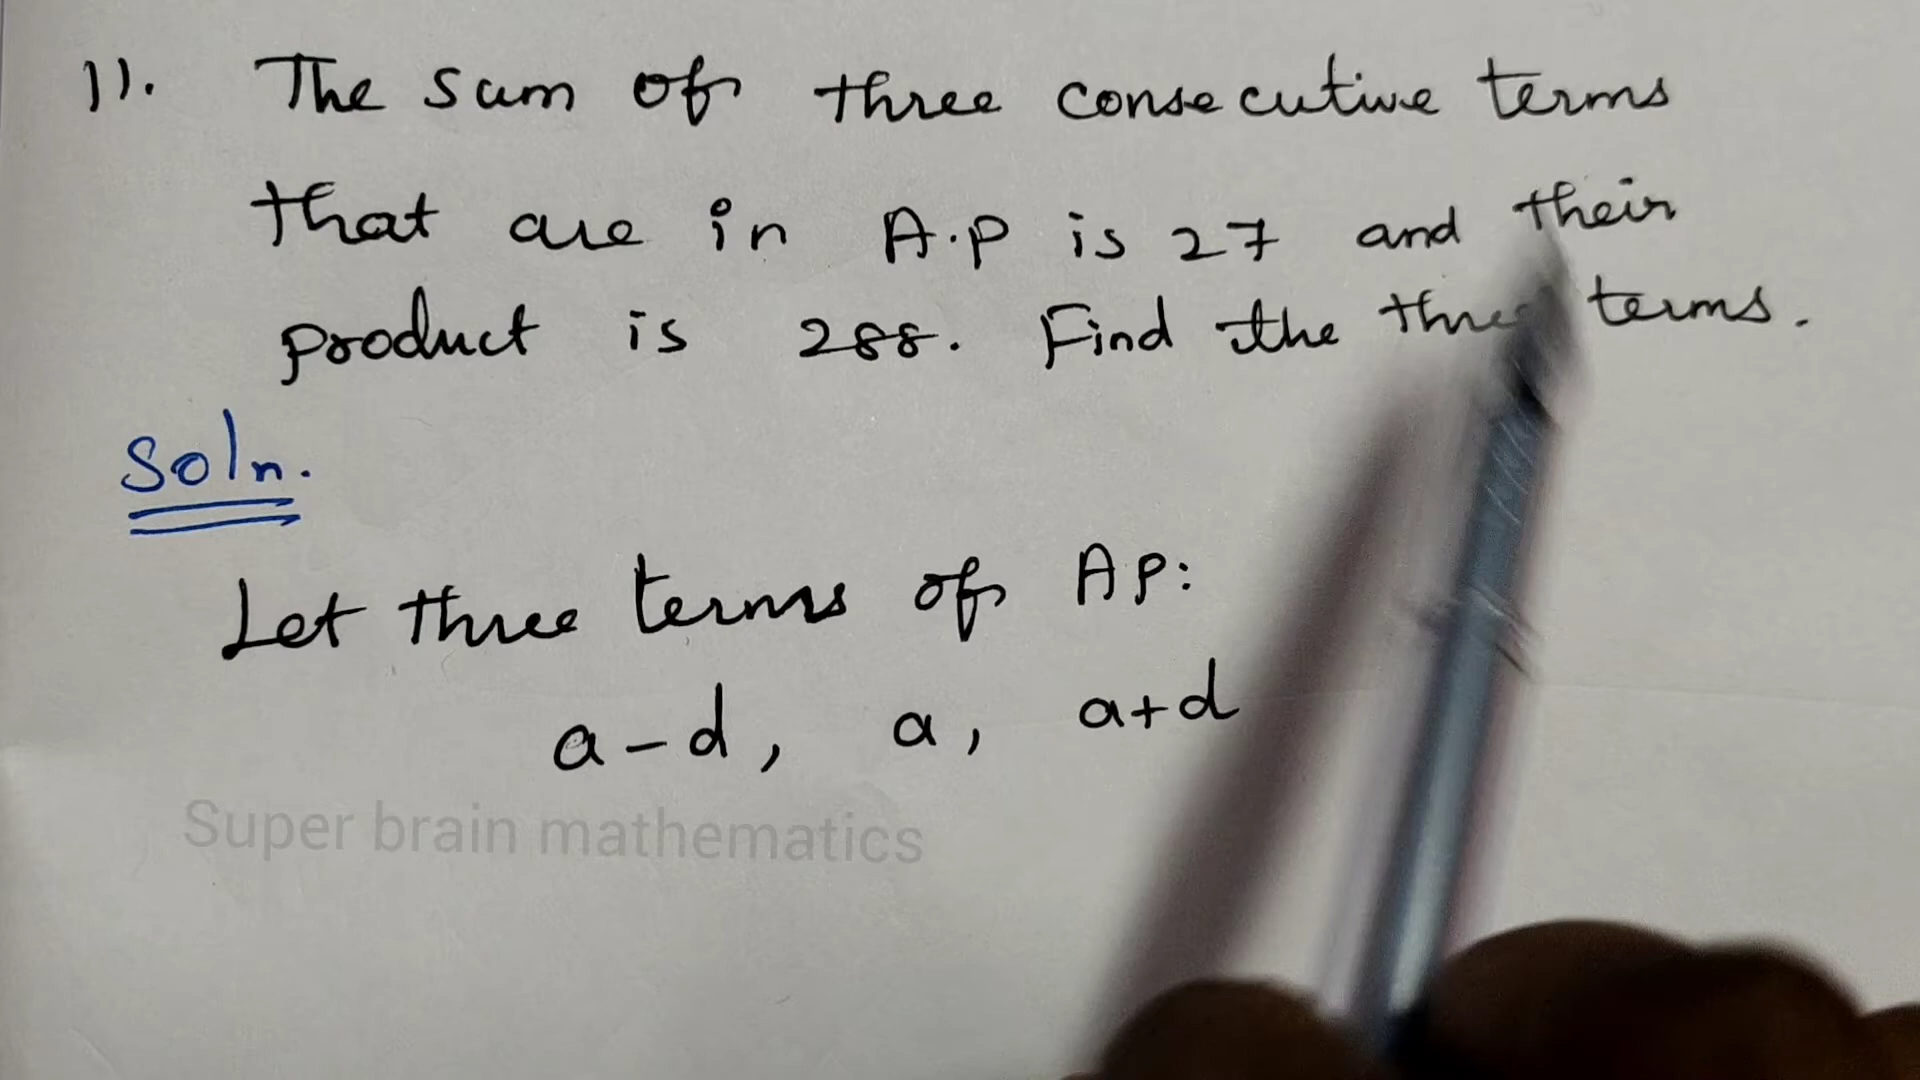 11. The sum of three consecutive terms
that are in A.P is 27 and their
product is 288. Find the three terms.
Soln.
Let three terms of AP:
a-d, a, a+d
Super brain mathematics